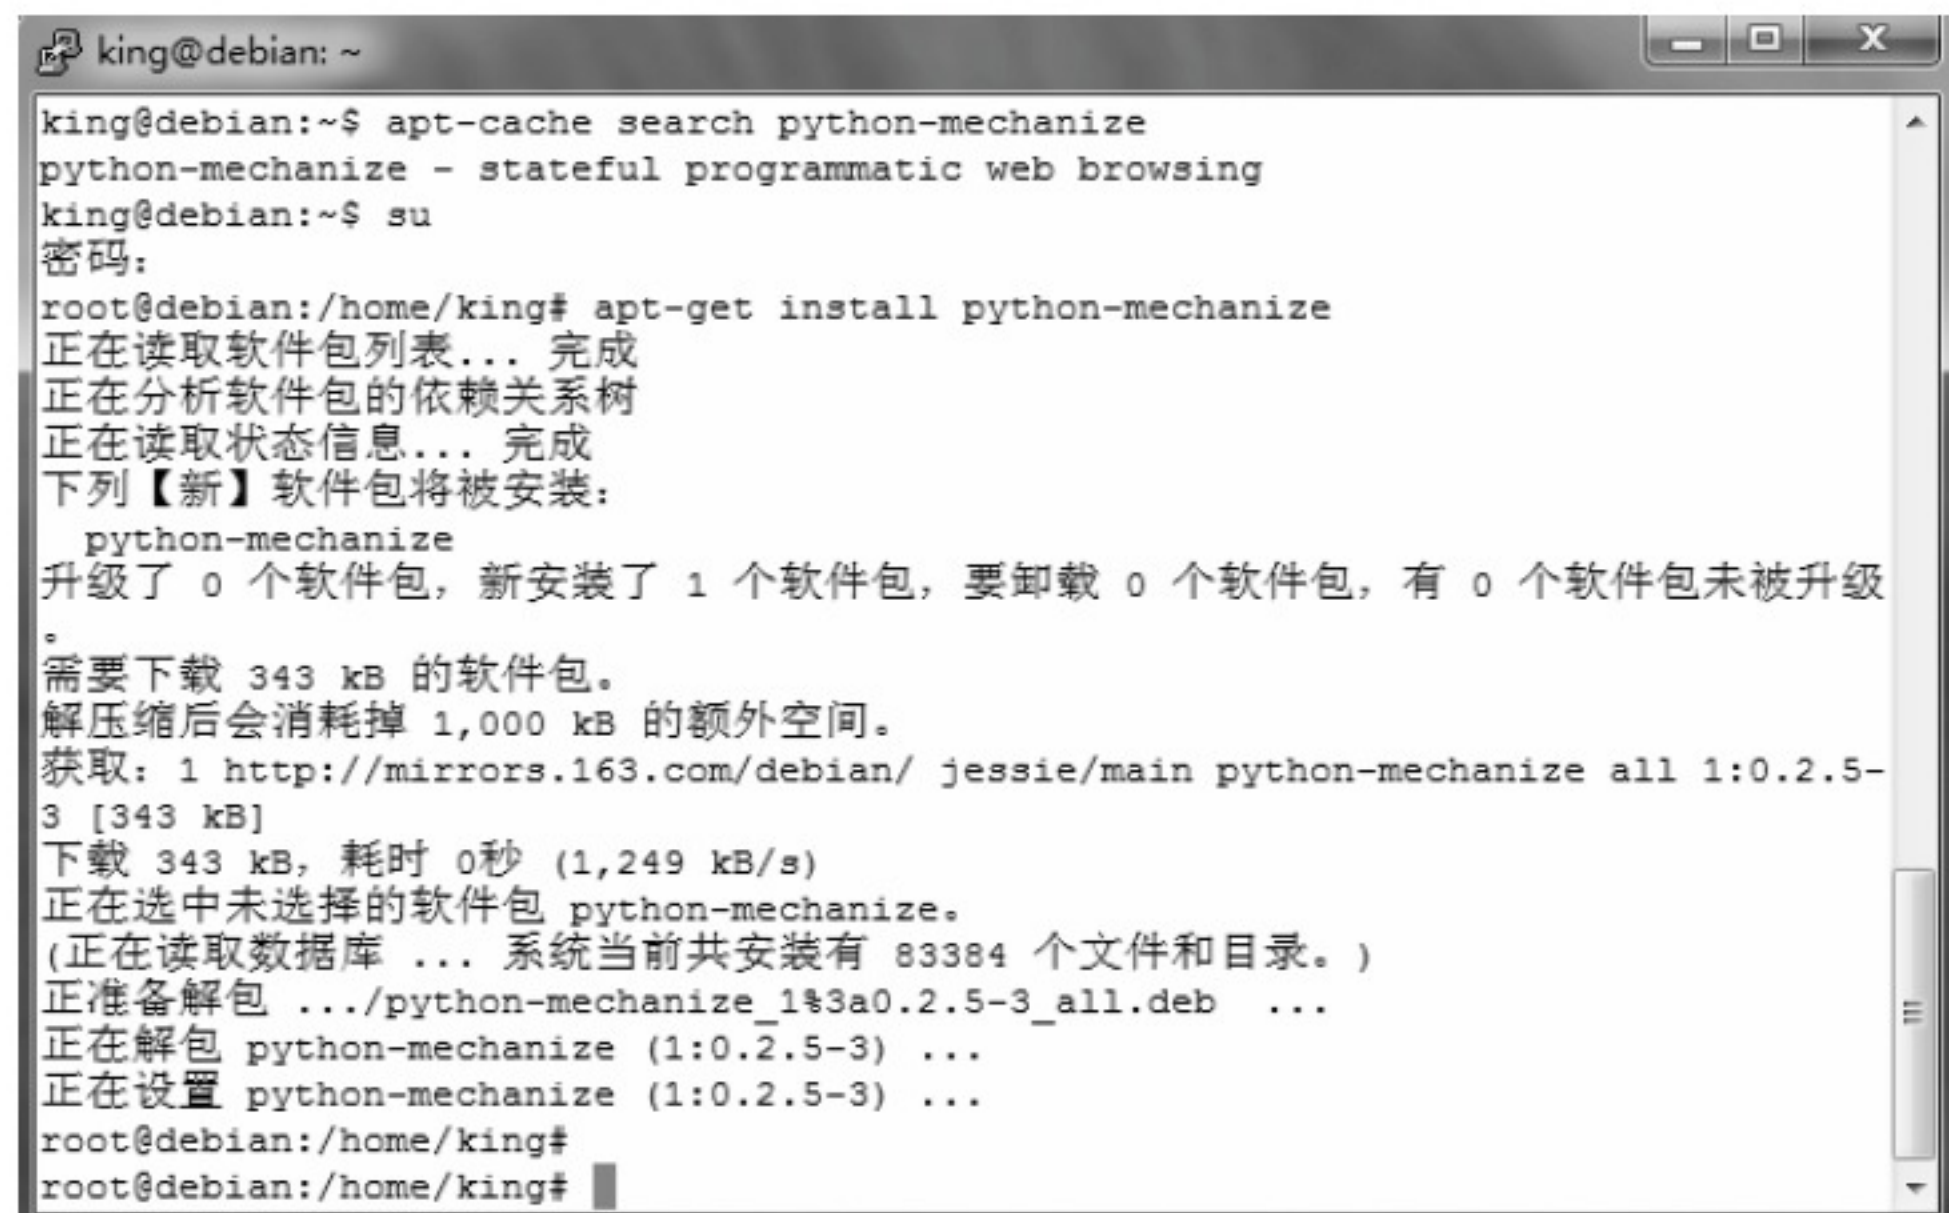 king@debian: ~
king@debian:~$ apt-cache search python-mechanize
python-mechanize - stateful programmatic web browsing
king@debian:~$ su
密码：
root@debian:/home/king# apt-get install python-mechanize
正在读取软件包列表... 完成
正在分析软件包的依赖关系树
正在读取状态信息... 完成
下列【新】软件包将被安装：
  python-mechanize
升级了 0 个软件包，新安装了 1 个软件包，要卸载 0 个软件包，有 0 个软件包未被升级
。
需要下载 343 kB 的软件包。
解压缩后会消耗掉 1,000 kB 的额外空间。
获取：1 http://mirrors.163.com/debian/ jessie/main python-mechanize all 1:0.2.5-
3 [343 kB]
下载 343 kB，耗时 0秒 (1,249 kB/s)
正在选中未选择的软件包 python-mechanize。
(正在读取数据库 ... 系统当前共安装有 83384 个文件和目录。)
正准备解包 .../python-mechanize_1%3a0.2.5-3_all.deb  ...
正在解包 python-mechanize (1:0.2.5-3) ...
正在设置 python-mechanize (1:0.2.5-3) ...
root@debian:/home/king#
root@debian:/home/king#